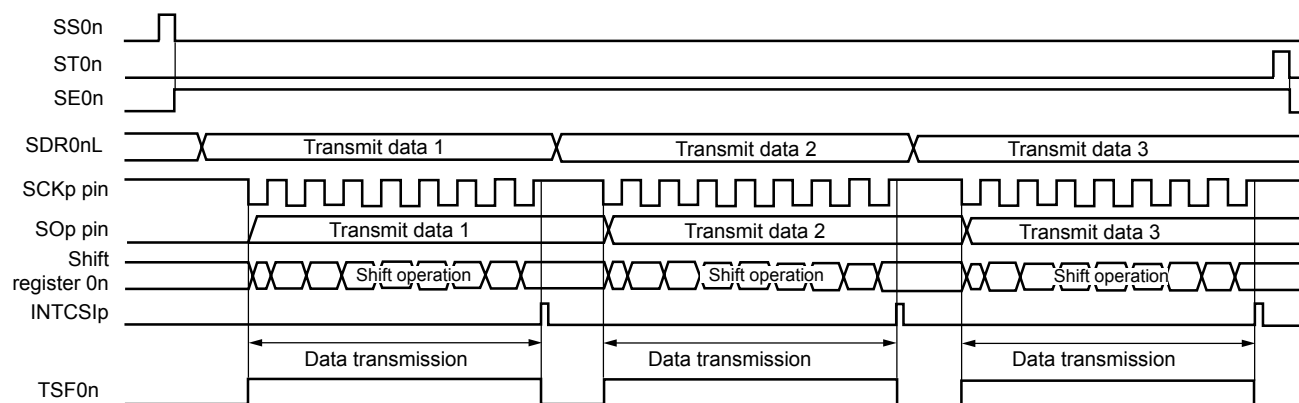 SS0n
ST0n
SE0n
SDR0nL Transmit data 1 Transmit data 2 Transmit data 3
SCKp pin
SOp pin Transmit data 1 Transmit data 2 Transmit data 3
Shift
register 0n Shift operation Shift operation Shift operation
INTCSIp
Data transmission Data transmission Data transmission
TSF0n